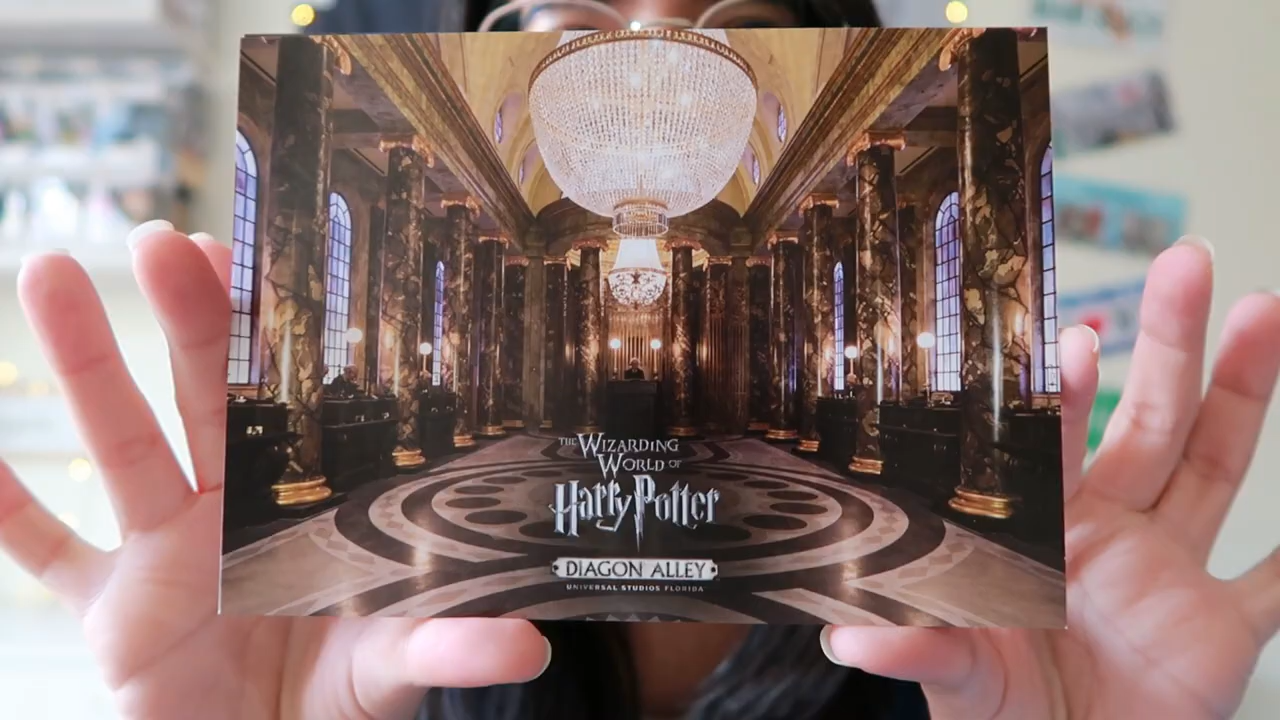 THE WIZARDING
WORLD OF
Harry Potter
DIAGON ALLEY
UNIVERSAL STUDIOS FLORIDA